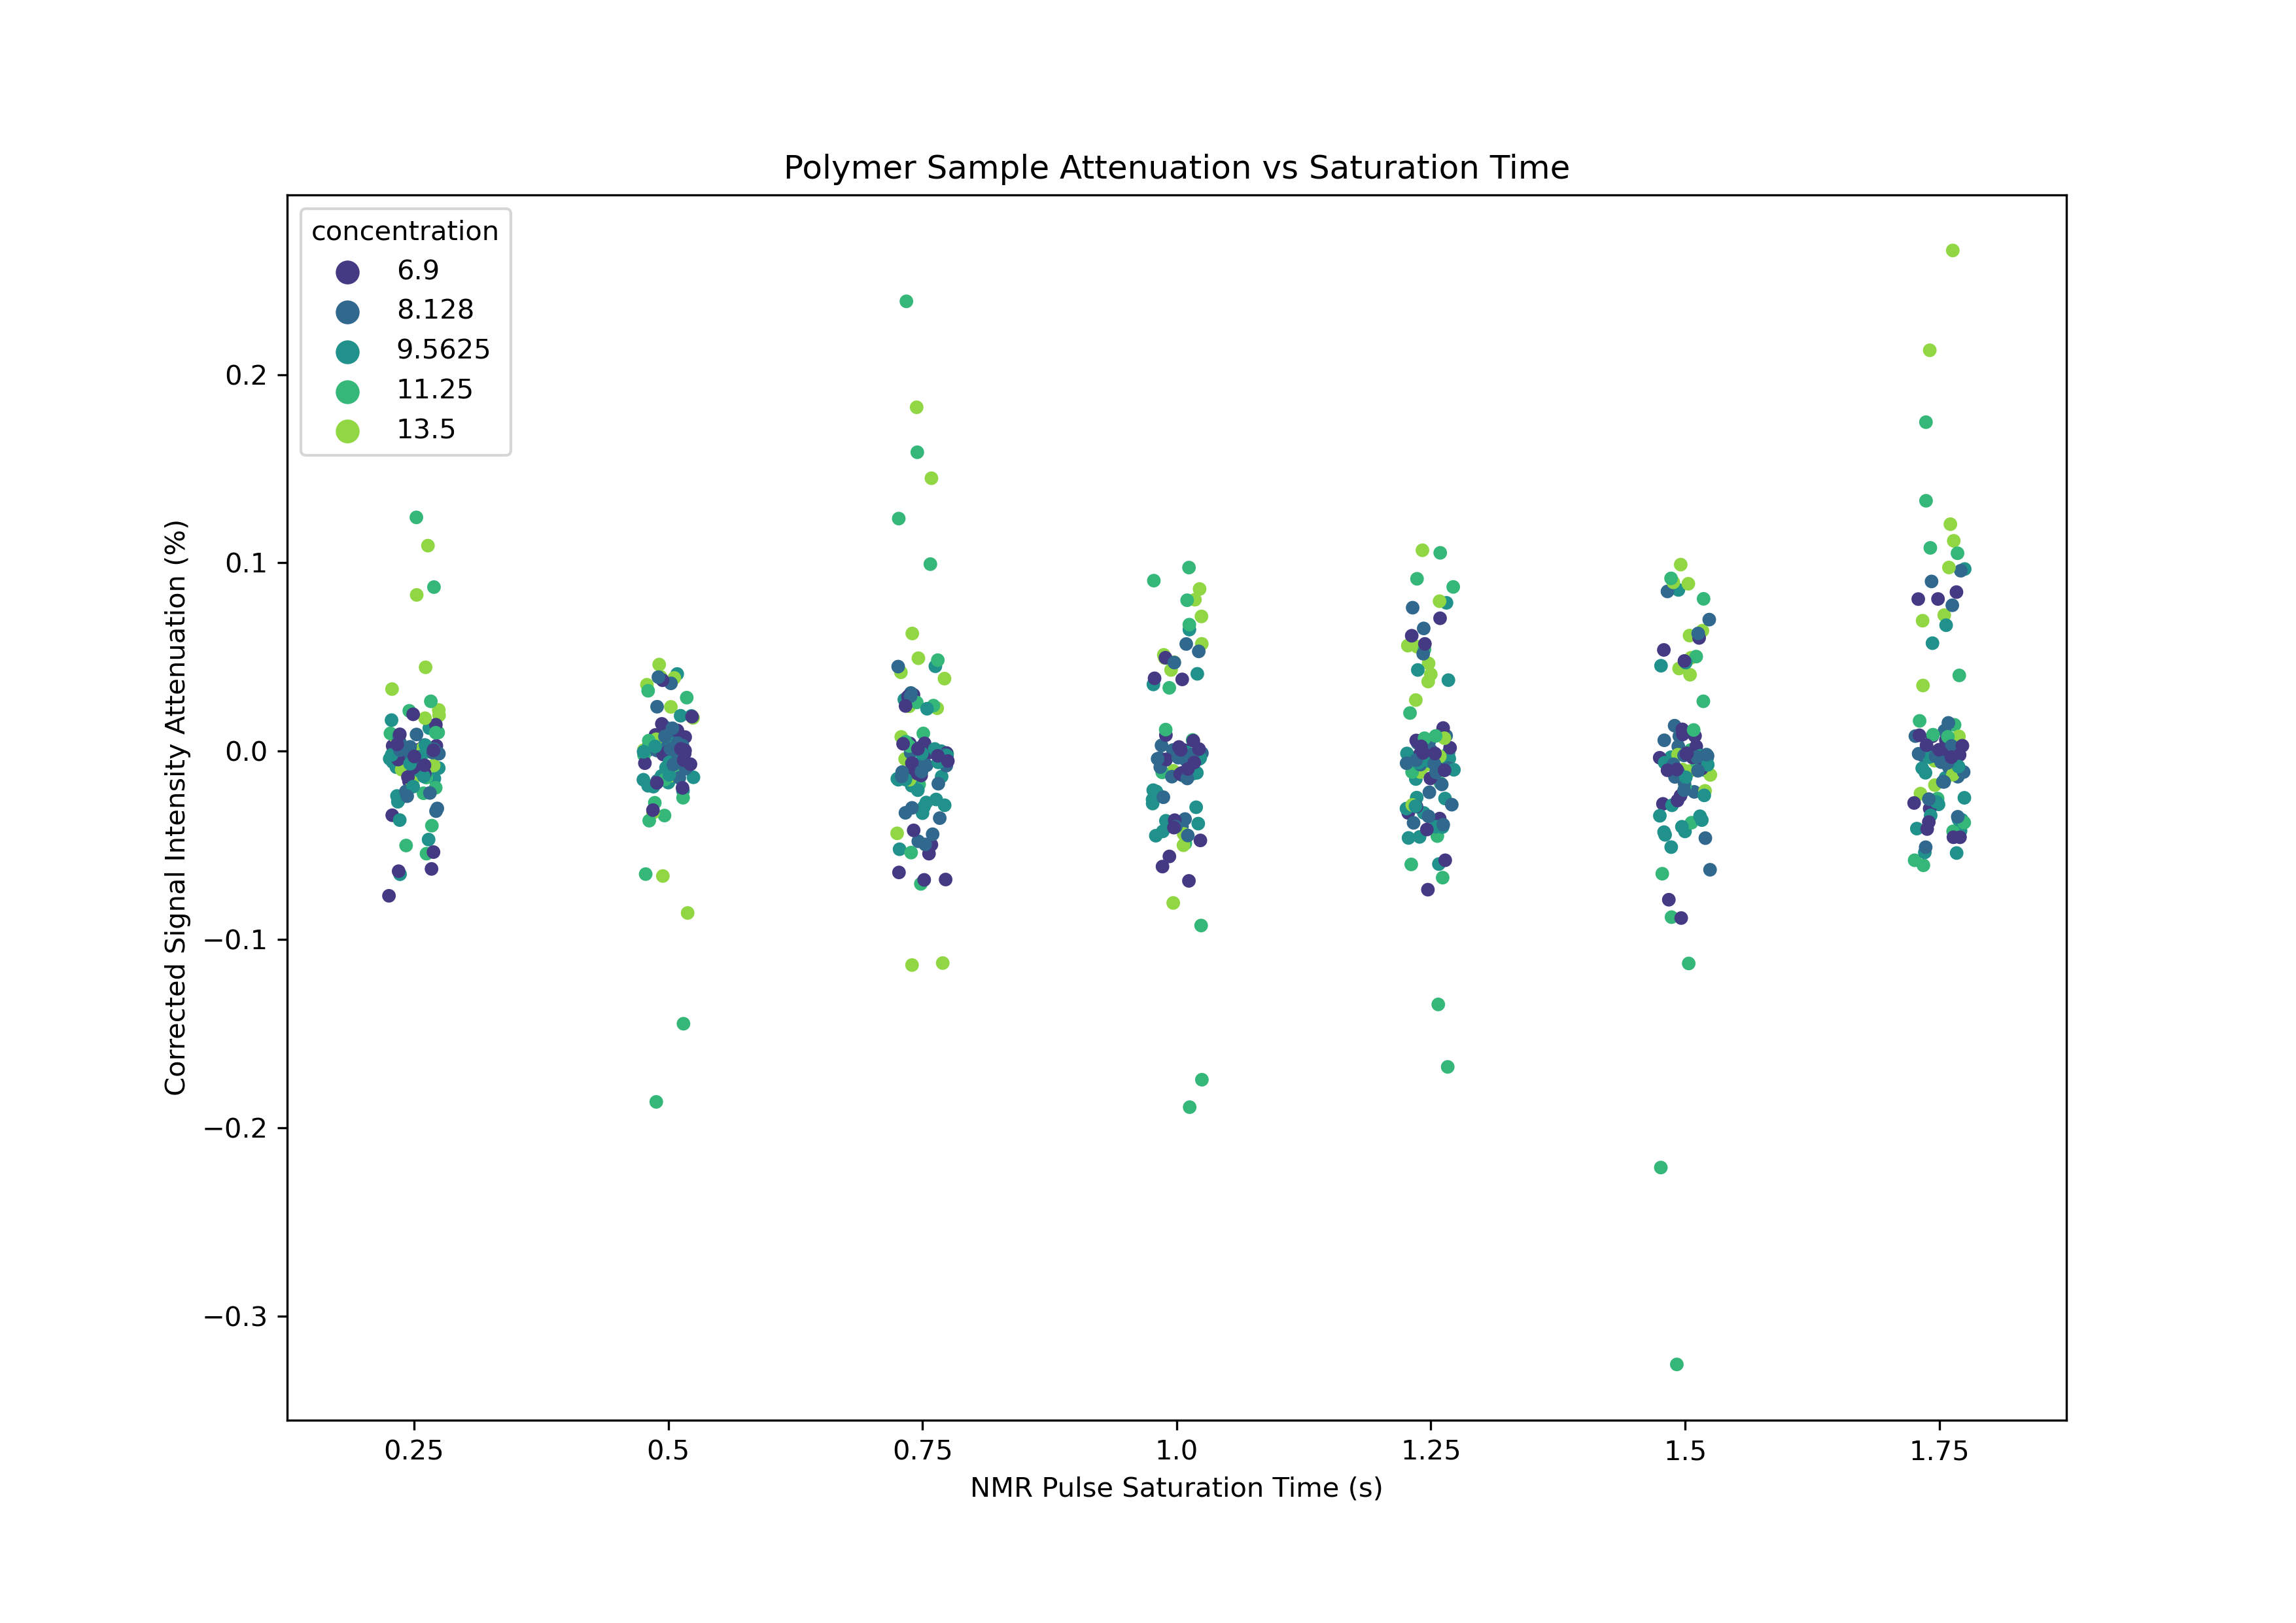 Polymer Sample Attenuation vs Saturation Time
concentration
6.9
8.128
9.5625
11.25
13.5
Corrected Signal Intensity Attenuation (%)
0.2
0.1
0.0
−0.1
−0.2
−0.3
0.25 0.5 0.75 1.0 1.25 1.5 1.75
NMR Pulse Saturation Time (s)